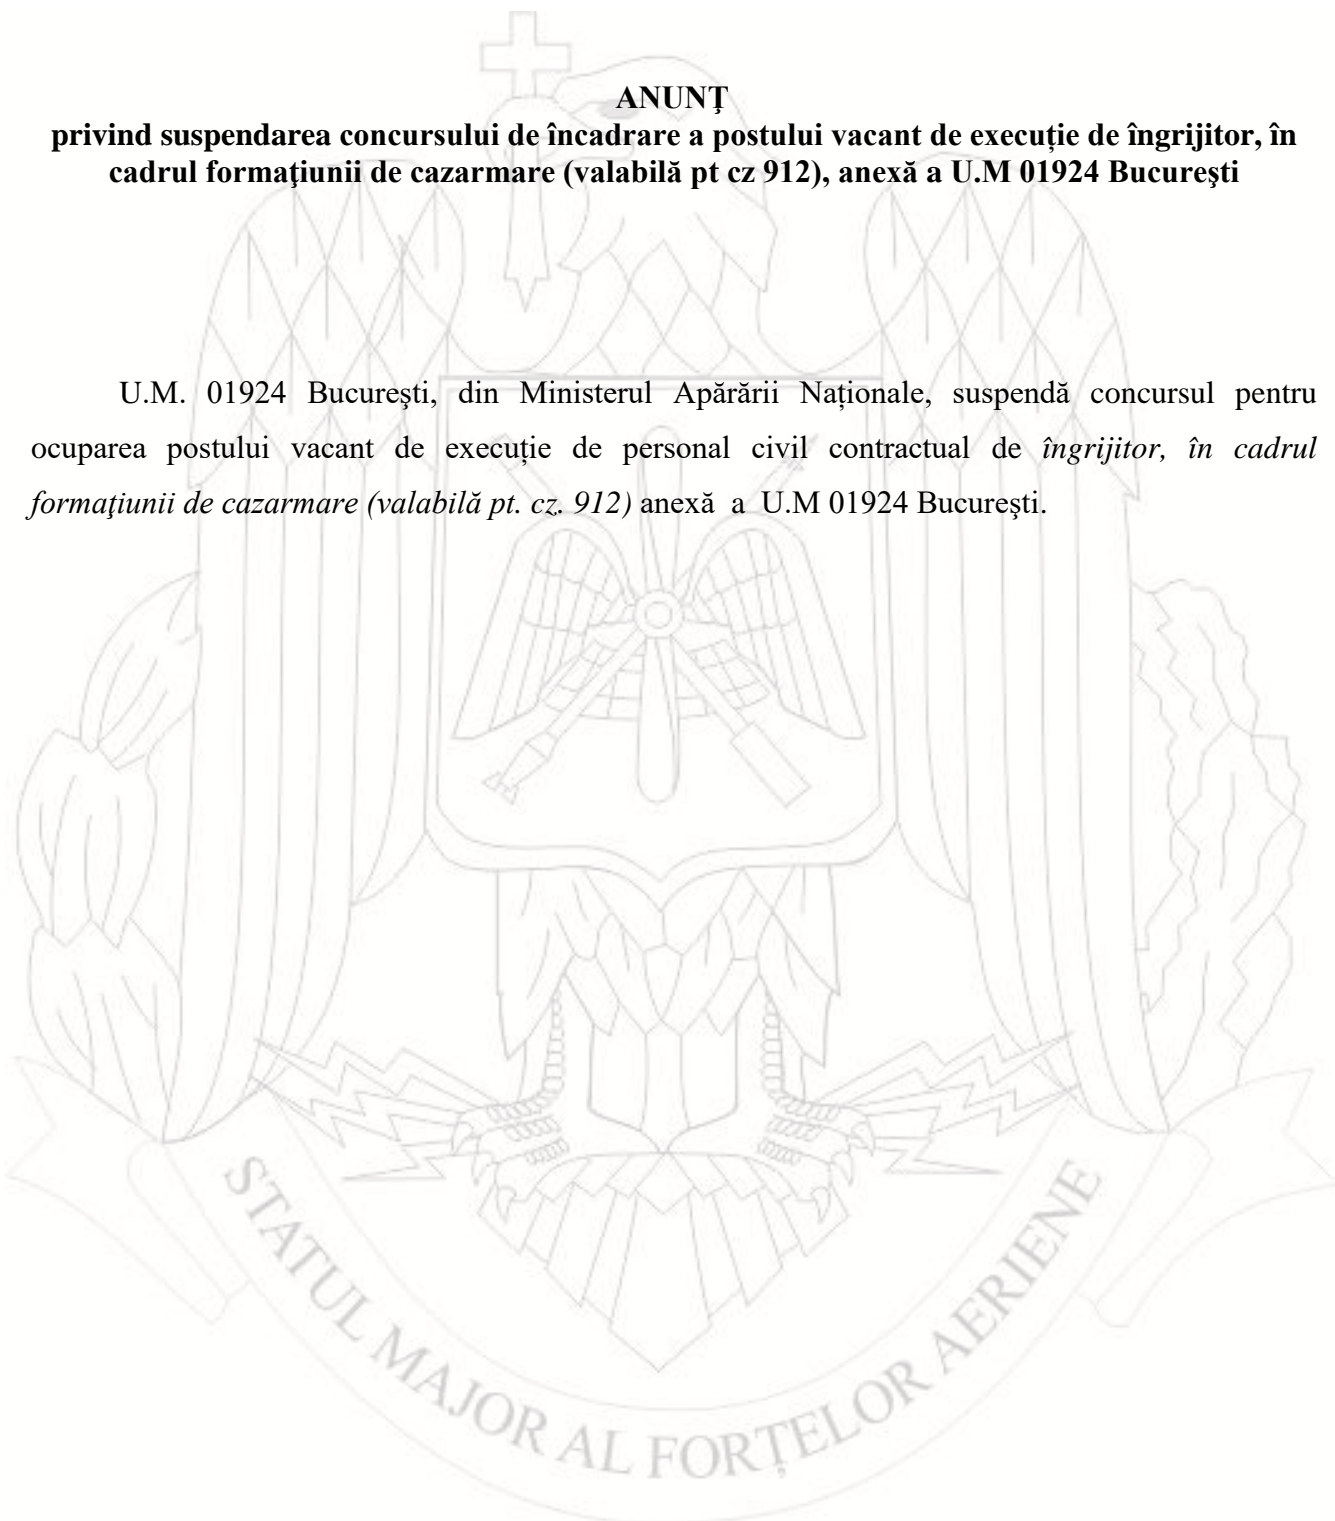 ANUNŢ
privind suspendarea concursului de încadrare a postului vacant de execuție de îngrijitor, în
cadrul formaţiunii de cazarmare (valabilă pt cz 912), anexă a U.M 01924 Bucureşti
U.M. 01924 Bucureşti, din Ministerul Apărării Naționale, suspendă concursul pentru
ocuparea postului vacant de execuție de personal civil contractual de îngrijitor, în cadrul
formaţiunii de cazarmare (valabilă pt. cz. 912) anexă a U.M 01924 Bucureşti.
STATUL MAJOR AL FORȚELOR AERIENE